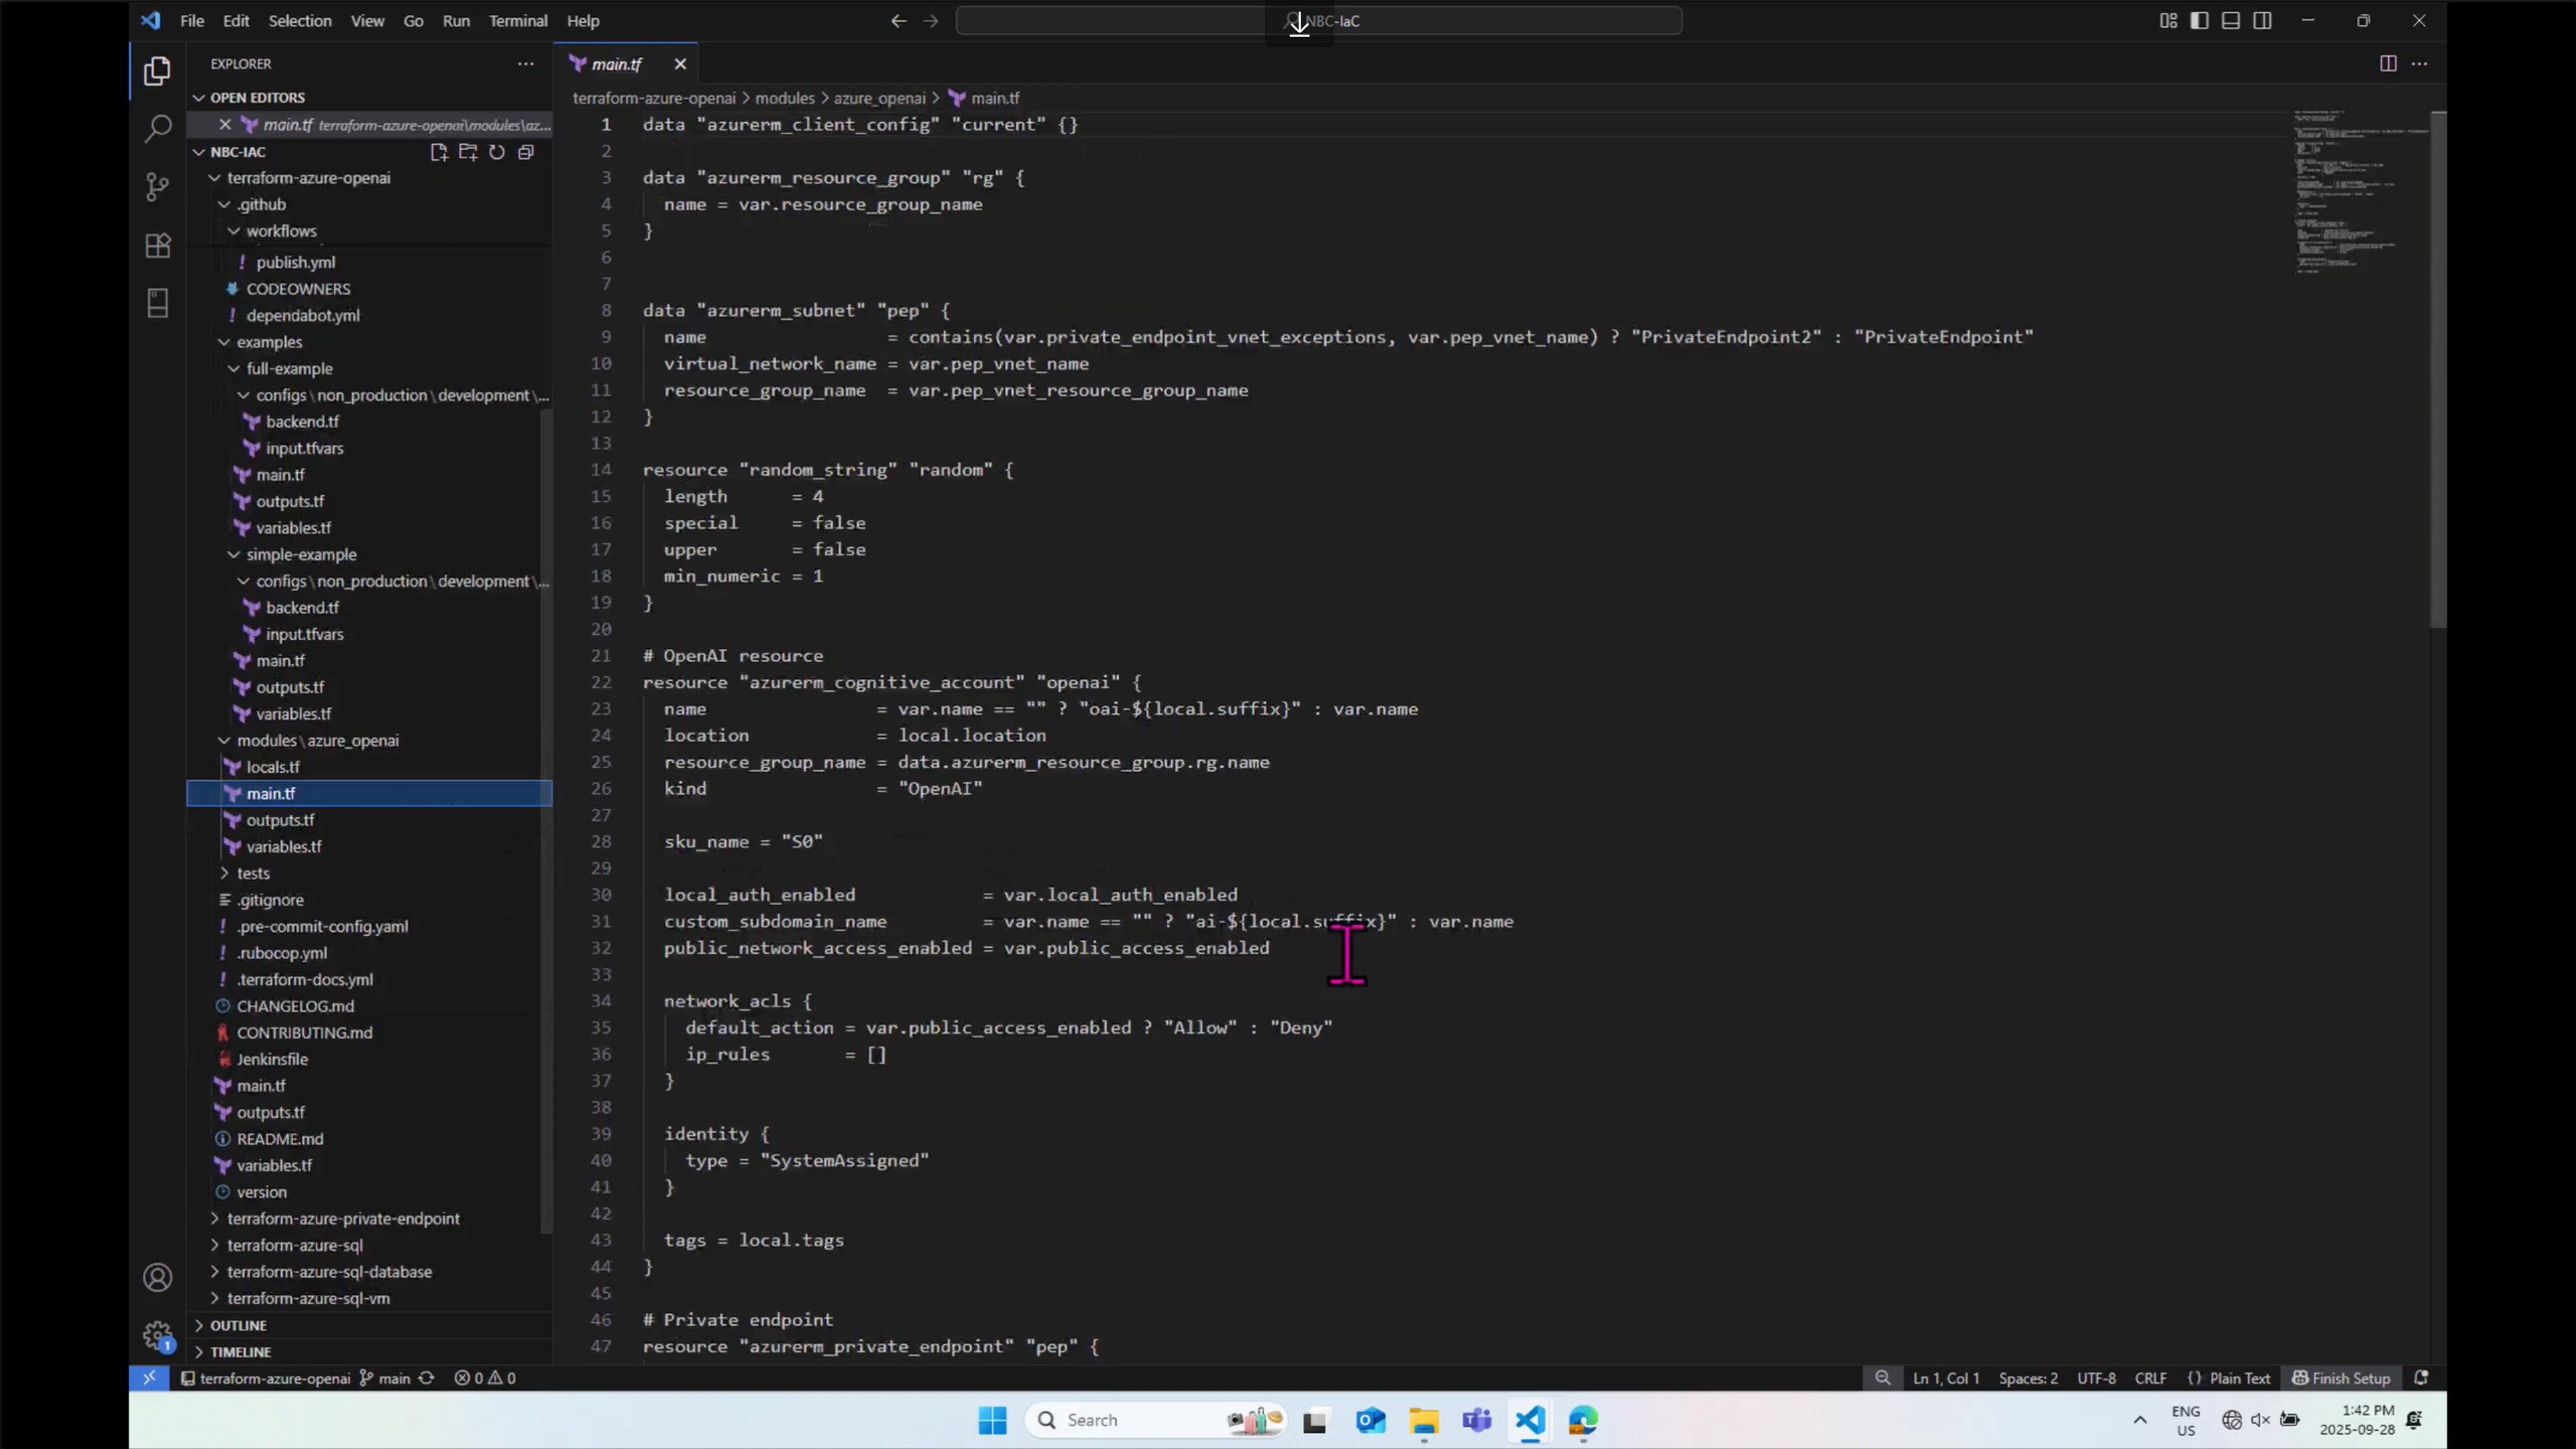 File Edit Selection View Go Run Terminal Help
NBC-IaC
EXPLORER
OPEN EDITORS
main.tf terraform-azure-openai\modules\az...
NBC-IAC
terraform-azure-openai
.github
workflows
publish.yml
CODEOWNERS
dependabot.yml
examples
full-example
configs\non_production\development\...
backend.tf
input.tfvars
main.tf
outputs.tf
variables.tf
simple-example
configs\non_production\development\...
backend.tf
input.tfvars
main.tf
outputs.tf
variables.tf
modules\azure_openai
locals.tf
main.tf
outputs.tf
variables.tf
tests
.gitignore
.pre-commit-config.yaml
.rubocop.yml
.terraform-docs.yml
CHANGELOG.md
CONTRIBUTING.md
Jenkinsfile
main.tf
outputs.tf
README.md
variables.tf
version
terraform-azure-private-endpoint
terraform-azure-sql
terraform-azure-sql-database
terraform-azure-sql-vm
OUTLINE
TIMELINE
main.tf
terraform-azure-openai > modules > azure_openai > main.tf
1 data "azurerm_client_config" "current" {}
2
3 data "azurerm_resource_group" "rg" {
4 name = var.resource_group_name
5 }
6
7
8 data "azurerm_subnet" "pep" {
9 name = contains(var.private_endpoint_vnet_exceptions, var.pep_vnet_name) ? "PrivateEndpoint2" : "PrivateEndpoint"
10 virtual_network_name = var.pep_vnet_name
11 resource_group_name = var.pep_vnet_resource_group_name
12 }
13
14 resource "random_string" "random" {
15 length = 4
16 special = false
17 upper = false
18 min_numeric = 1
19 }
20
21 # OpenAI resource
22 resource "azurerm_cognitive_account" "openai" {
23 name = var.name == "" ? "oai-${local.suffix}" : var.name
24 location = local.location
25 resource_group_name = data.azurerm_resource_group.rg.name
26 kind = "OpenAI"
27
28 sku_name = "S0"
29
30 local_auth_enabled = var.local_auth_enabled
31 custom_subdomain_name = var.name == "" ? "ai-${local.suffix}" : var.name
32 public_network_access_enabled = var.public_access_enabled
33
34 network_acls {
35 default_action = var.public_access_enabled ? "Allow" : "Deny"
36 ip_rules = []
37 }
38
39 identity {
40 type = "SystemAssigned"
41 }
42
43 tags = local.tags
44 }
45
46 # Private endpoint
47 resource "azurerm_private_endpoint" "pep" {
terraform-azure-openai main 0 0 Ln 1, Col 1 Spaces: 2 UTF-8 CRLF {} Plain Text Finish Setup
1
Search
ENG
US
1:42 PM
2025-09-28